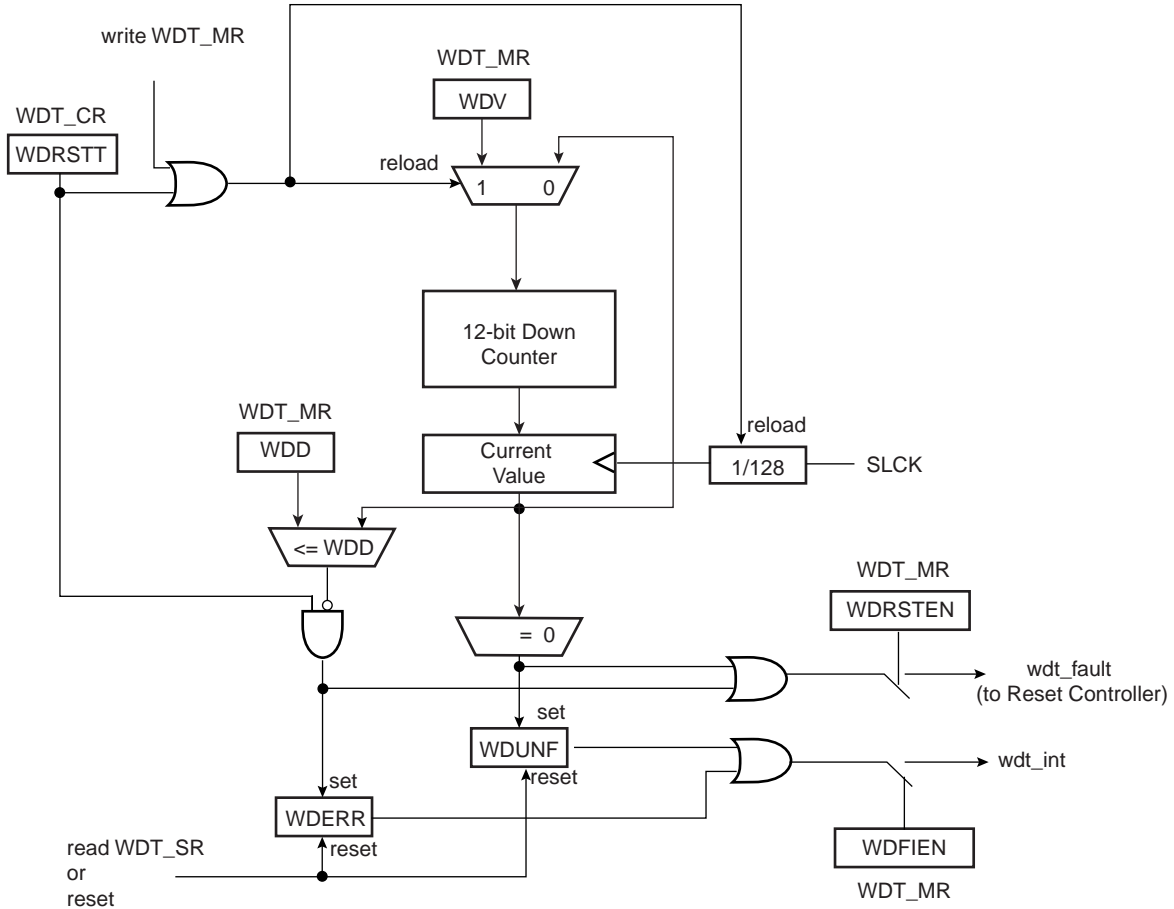 write WDT_MR
WDT_MR
WDV
WDT_CR
WDRSTT
reload
1 0
12-bit Down
Counter
WDT_MR
WDD
reload
Current
Value
1/128
SLCK
<= WDD
WDT_MR
WDRSTEN
= 0
wdt_fault
(to Reset Controller)
set
WDUNF
reset
wdt_int
set
WDERR
reset
read WDT_SR
or
reset
WDFIEN
WDT_MR